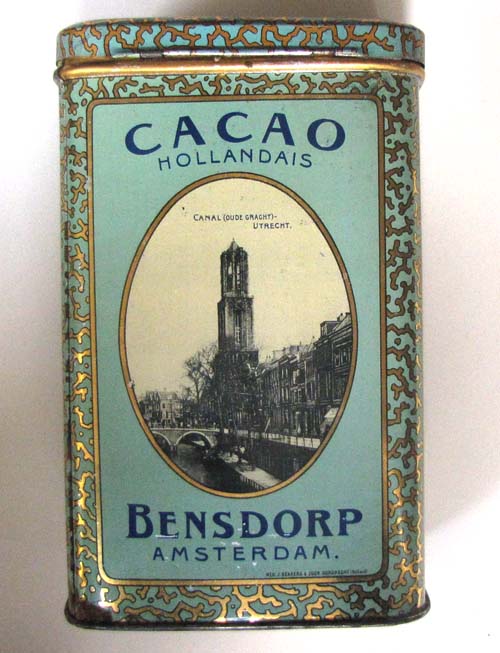 CACAO
HOLLANDAIS
CANAL (OUDE GRACHT)-
UTRECHT.
BENSDORP
AMSTERDAM.